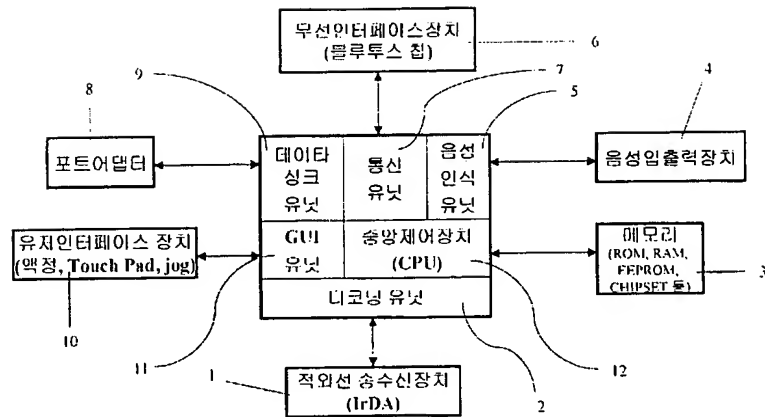 무선인터페이스장치
(블루투스 칩)
6
9
7
4
8
5
포트어댑터
데이타
싱크
유닛
통신
유닛
음성
인식
유닛
음성입출력장치
유저인터페이스 장치
(액정, Touch Pad, jog)
GUI
유닛
중앙제어장치
(CPU)
메모리
(ROM, RAM,
EEPROM,
CHIPSET 등)
3
디코닝 유닛
10
11
1
적외선 송수신장치
(IrDA)
2
12